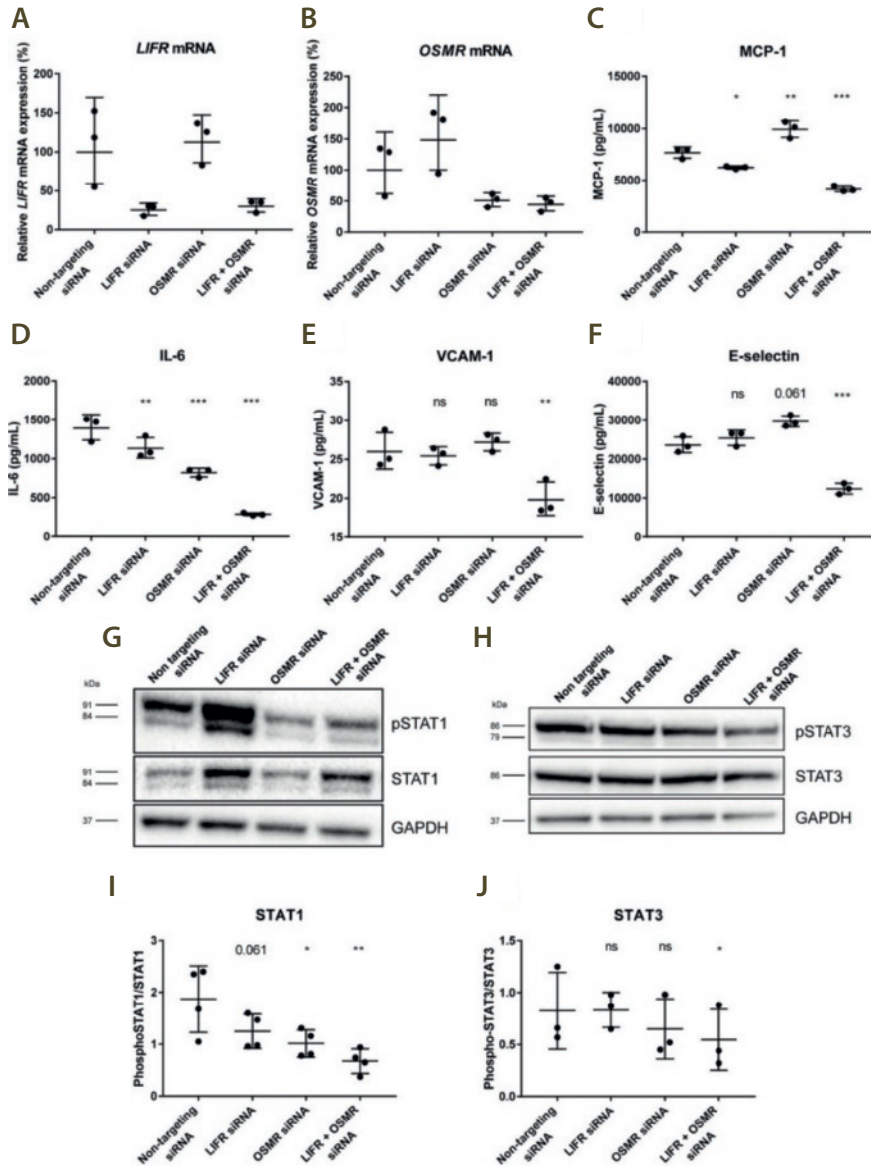 A
LIFR mRNA
Relative LIFR mRNA expression (%)
200
150
100
50
0
Non-targeting siRNA
LIFR siRNA
OSMR siRNA
LIFR + OSMR siRNA
B
OSMR mRNA
Relative OSMR mRNA expression (%)
250
200
150
100
50
0
Non-targeting siRNA
LIFR siRNA
OSMR siRNA
LIFR + OSMR siRNA
C
MCP-1
MCP-1 (pg/mL)
15000
10000
5000
0
*
**
***
Non-targeting siRNA
LIFR siRNA
OSMR siRNA
LIFR + OSMR siRNA
D
IL-6
IL-6 (pg/mL)
2000
1500
1000
500
0
**
***
***
Non-targeting siRNA
LIFR siRNA
OSMR siRNA
LIFR + OSMR siRNA
E
VCAM-1
VCAM-1 (pg/mL)
35
30
25
20
15
ns
ns
**
Non-targeting siRNA
LIFR siRNA
OSMR siRNA
LIFR + OSMR siRNA
F
E-selectin
E-selectin (pg/mL)
40000
30000
20000
10000
0
ns
0.061
***
Non-targeting siRNA
LIFR siRNA
OSMR siRNA
LIFR + OSMR siRNA
G
Non targeting siRNA
LIFR siRNA
OSMR siRNA
LIFR + OSMR siRNA
kDa
91
84
pSTAT1
91
84
STAT1
37
GAPDH
H
Non targeting siRNA
LIFR siRNA
OSMR siRNA
LIFR + OSMR siRNA
kDa
86
79
pSTAT3
86
STAT3
37
GAPDH
I
STAT1
PhosphoSTAT1/STAT1
3
2
1
0
0.061
*
**
Non-targeting siRNA
LIFR siRNA
OSMR siRNA
LIFR + OSMR siRNA
J
STAT3
Phospho-STAT3/STAT3
1.5
1.0
0.5
0.0
ns
ns
*
Non-targeting siRNA
LIFR siRNA
OSMR siRNA
LIFR + OSMR siRNA